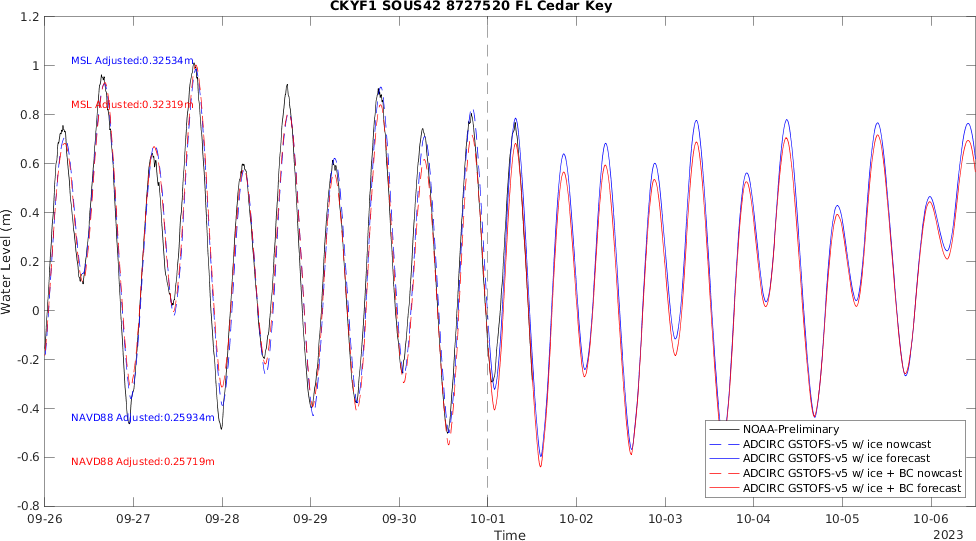 CKYF1 SOUS42 8727520 FL Cedar Key
Water Level (m)
1.2
1
0.8
0.6
0.4
0.2
0
-0.2
-0.4
-0.6
-0.8
MSL Adjusted:0.32534m
MSL Adjusted:0.32319m
NAVD88 Adjusted:0.25934m
NAVD88 Adjusted:0.25719m
NOAA-Preliminary
ADCIRC GSTOFS-v5 w/ ice nowcast
ADCIRC GSTOFS-v5 w/ ice forecast
ADCIRC GSTOFS-v5 w/ ice + BC nowcast
ADCIRC GSTOFS-v5 w/ ice + BC forecast
09-26 09-27 09-28 09-29 09-30 10-01 10-02 10-03 10-04 10-05 10-06
Time
2023